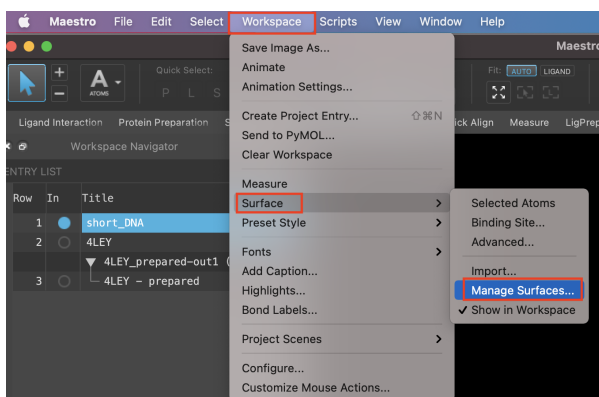 Maestro File Edit Select Workspace Scripts View Window Help
Maestro
Quick Select:
P L S
ATOMS
Fit: AUTO LIGAND
Ligand Interaction Protein Preparation S
ick Align Measure LigPrep
Workspace Navigator
ENTRY LIST
Row In Title
1 short_DNA
2 4LEY
4LEY_prepared-out1 (
3 4LEY - prepared
Save Image As...
Animate
Animation Settings...
Create Project Entry... ⇧⌘N
Send to PyMOL...
Clear Workspace
Measure
Surface
Preset Style
Fonts
Add Caption...
Highlights...
Bond Labels...
Project Scenes
Configure...
Customize Mouse Actions...
Selected Atoms
Binding Site...
Advanced...
Import...
Manage Surfaces...
✓ Show in Workspace